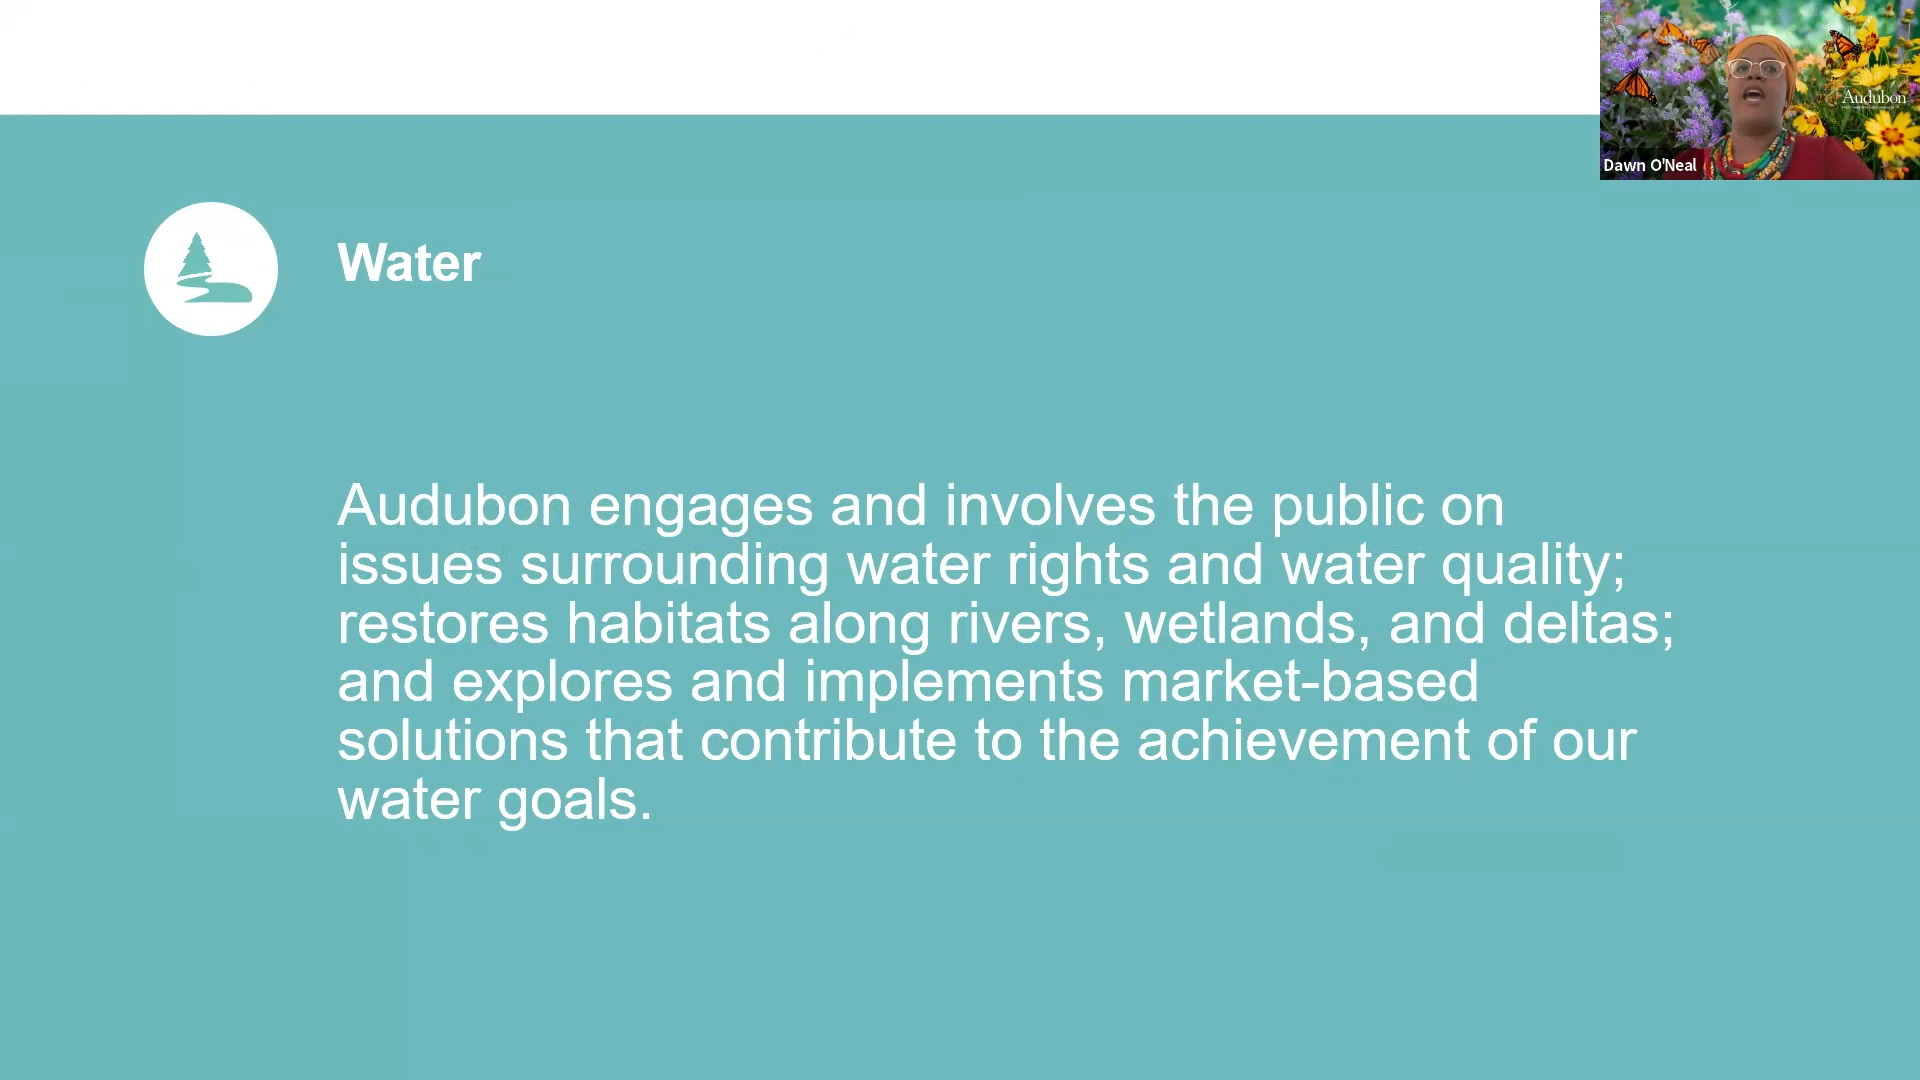 Audubon
Dawn O'Neal
Water
Audubon engages and involves the public on
issues surrounding water rights and water quality;
restores habitats along rivers, wetlands, and deltas;
and explores and implements market-based
solutions that contribute to the achievement of our
water goals.